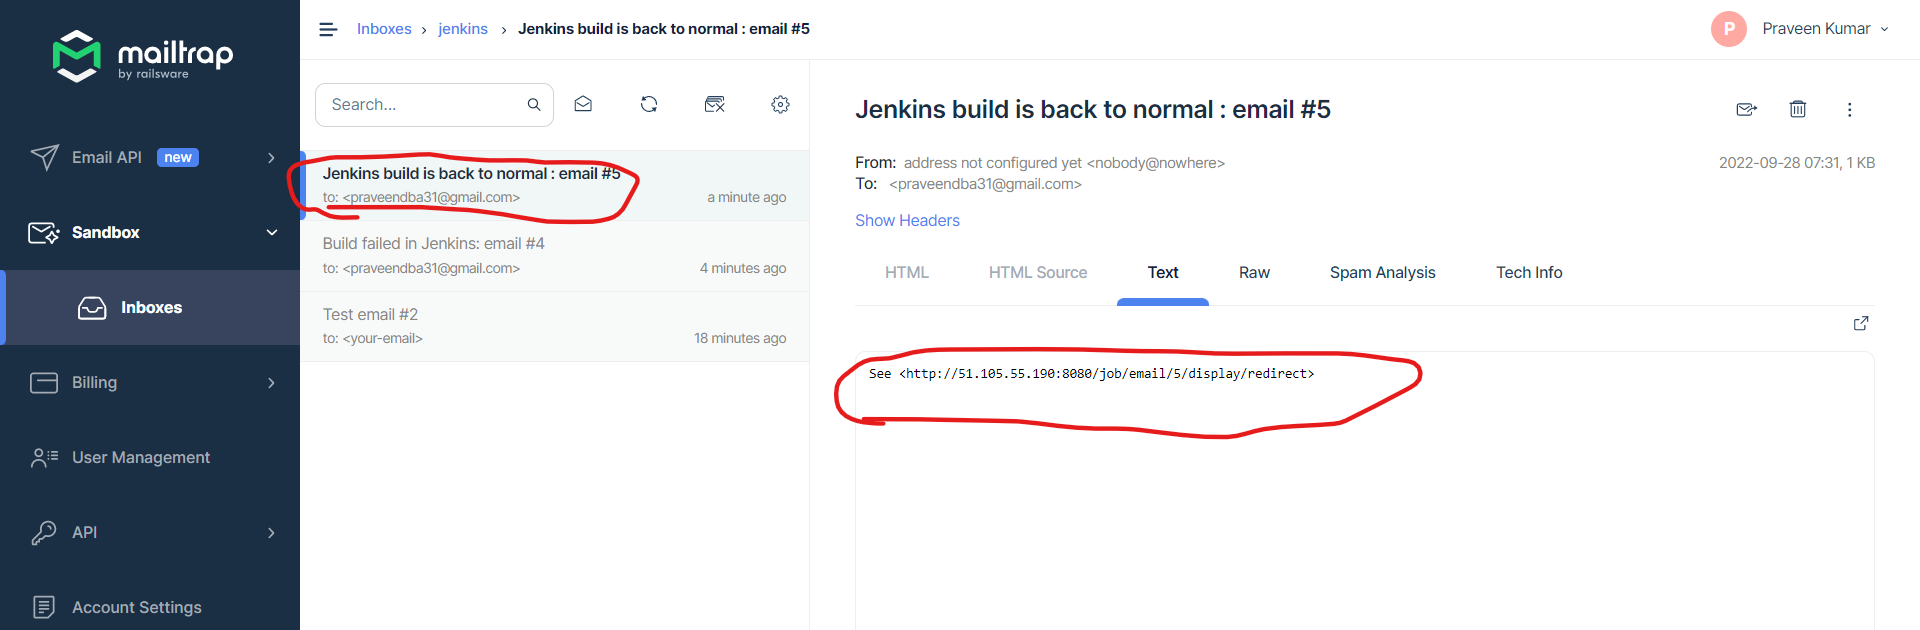 mailtrap
by railsware
Email API new
Sandbox
Inboxes
Billing
User Management
API
Account Settings
Inboxes › jenkins › Jenkins build is back to normal : email #5
P Praveen Kumar
Search...
Jenkins build is back to normal : email #5
to: <praveendba31@gmail.com> a minute ago
Build failed in Jenkins: email #4
to: <praveendba31@gmail.com> 4 minutes ago
Test email #2
to: <your-email> 18 minutes ago
Jenkins build is back to normal : email #5
From: address not configured yet <nobody@nowhere> 2022-09-28 07:31, 1 KB
To: <praveendba31@gmail.com>
Show Headers
HTML HTML Source Text Raw Spam Analysis Tech Info
See <http://51.105.55.190:8080/job/email/5/display/redirect>